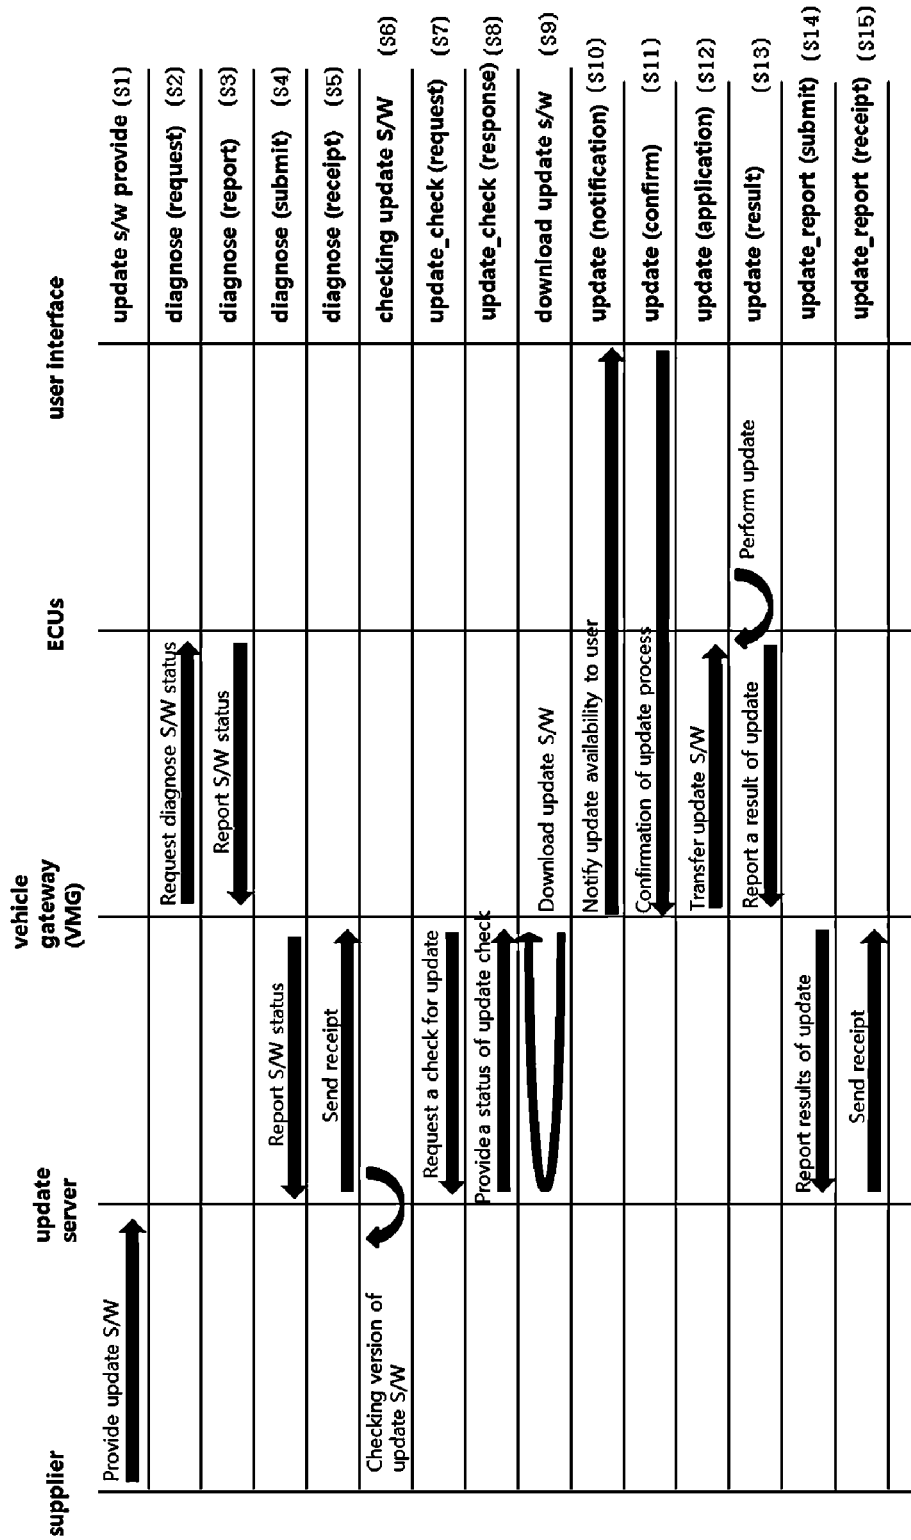 supplier
update
server
vehicle
gateway
(VMG)
ECUs
user interface
Provide update S/W
update s/w provide (S1)
Request diagnose S/W status
diagnose (request) (S2)
Report S/W status
diagnose (report) (S3)
Report S/W status
diagnose (submit) (S4)
Send receipt
diagnose (receipt) (S5)
Checking version of
update S/W
checking update S/W (S6)
Request a check for update
update_check (request) (S7)
Provide a status of update check
update_check (response) (S8)
Download update S/W
download update s/w (S9)
Notify update availability to user
update (notification) (S10)
Confirmation of update process
update (confirm) (S11)
Transfer update S/W
update (application) (S12)
Report a result of update
Perform update
update (result) (S13)
Report results of update
update_report (submit) (S14)
Send receipt
update_report (receipt) (S15)